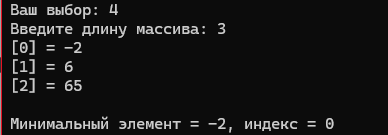 Ваш выбор: 4
Введите длину массива: 3
[0] = -2
[1] = 6
[2] = 65
Минимальный элемент = -2, индекс = 0